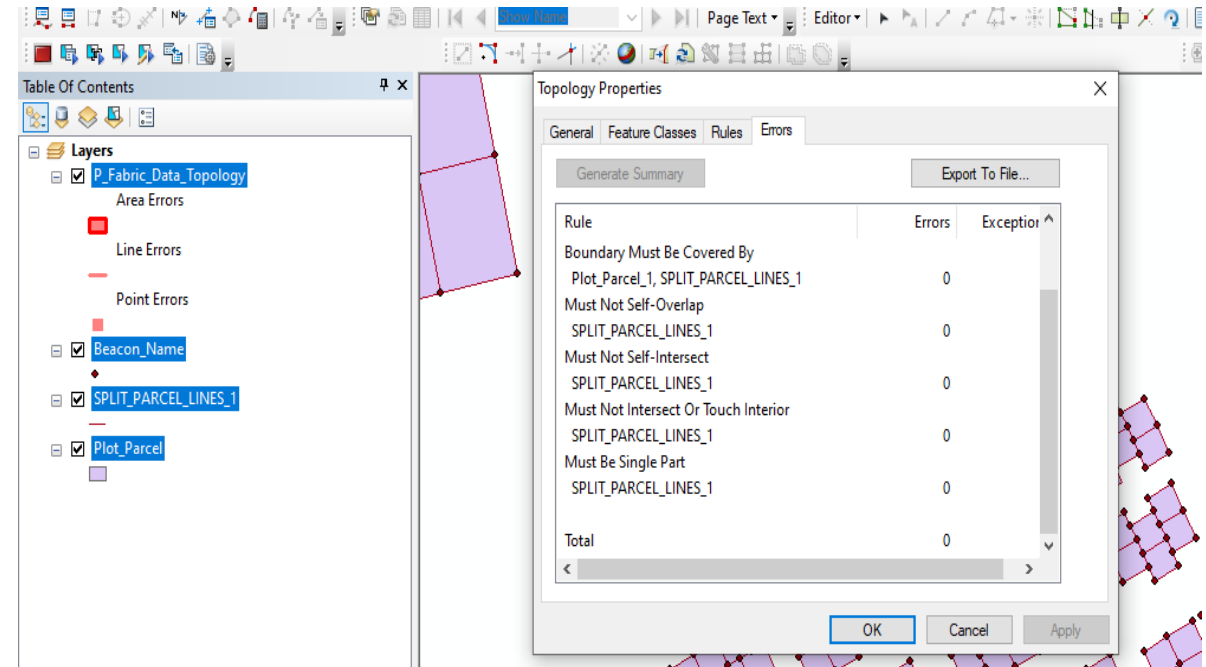 Show Name
Page Text
Editor
Table Of Contents
Layers
P_Fabric_Data_Topology
Area Errors
Line Errors
Point Errors
Beacon_Name
SPLIT_PARCEL_LINES_1
Plot_Parcel
Topology Properties
General Feature Classes Rules Errors
Generate Summary Export To File...
Rule Errors Exception
Boundary Must Be Covered By
Plot_Parcel_1, SPLIT_PARCEL_LINES_1 0
Must Not Self-Overlap
SPLIT_PARCEL_LINES_1 0
Must Not Self-Intersect
SPLIT_PARCEL_LINES_1 0
Must Not Intersect Or Touch Interior
SPLIT_PARCEL_LINES_1 0
Must Be Single Part
SPLIT_PARCEL_LINES_1 0
Total 0
OK Cancel Apply